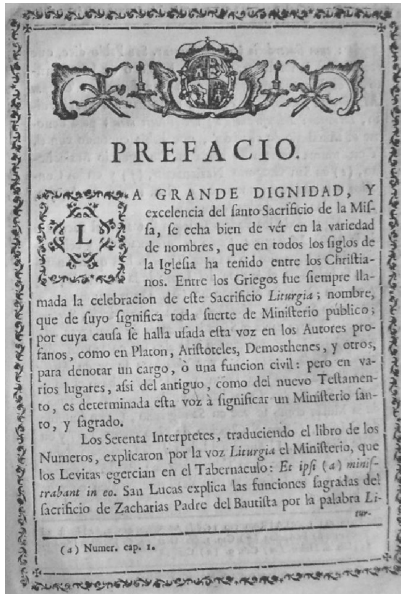 PREFACIO.
LA GRANDE DIGNIDAD, Y
excelencia del ſanto Sacrificio de la Miſ-
ſa, ſe echa bien de vér en la variedad
de nombres, que en todos los ſiglos de
la Igleſia ha tenido entre los Chriſtia-
nos. Entre los Griegos fue ſiempre lla-
mada la celebracion de eſte Sacrificio Liturgia; nombre,
que de ſuyo ſignifica toda ſuerte de Miniſterio publico;
por cuya cauſa ſe halla uſada eſta voz en los Autores pro-
fanos, como en Platon, Ariſtoteles, Demoſthenes, y otros,
para denotar un cargo, ò una funcion civil: pero en va-
rios lugares, aſsi del antiguo, como del nuevo Teſtamen-
to, es determinada eſta voz à ſignificar un Miniſterio ſan-
to, y ſagrado.
Los Setenta Interpretes, traduciendo el libro de los
Numeros, explicaron por la voz Liturgia el Miniſterio, que
los Levitas egercian en el Tabernaculo: Et ipſi (a) miniſ-
trabant in eo. San Lucas explica las funciones ſagradas del
ſacrificio de Zacharias Padre del Bautiſta por la palabra Li-
tur-
(a) Numer. cap. 1.